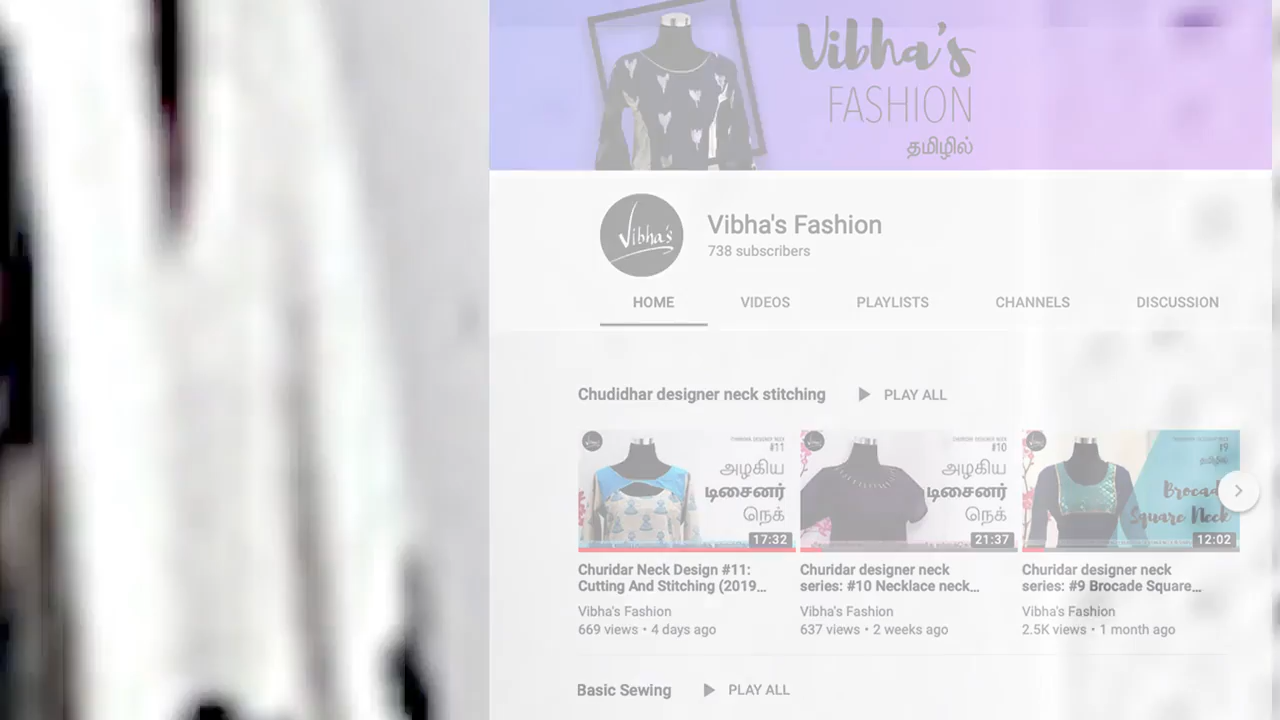 Vibha's
FASHION
தமிழில்
Vibha's
Vibha's Fashion
738 subscribers
HOME
VIDEOS
PLAYLISTS
CHANNELS
DISCUSSION
Chudidhar designer neck stitching
PLAY ALL
#11
அழகிய
டிசைனர்
நெக்
17:32
#10
அழகிய
டிசைனர்
நெக்
21:37
#9
தமிழில்
Brocade
Square Neck
12:02
Churidar Neck Design #11:
Cutting And Stitching (2019...
Vibha's Fashion
669 views • 4 days ago
Churidar designer neck
series: #10 Necklace neck...
Vibha's Fashion
637 views • 2 weeks ago
Churidar designer neck
series: #9 Brocade Square...
Vibha's Fashion
2.5K views • 1 month ago
Basic Sewing
PLAY ALL